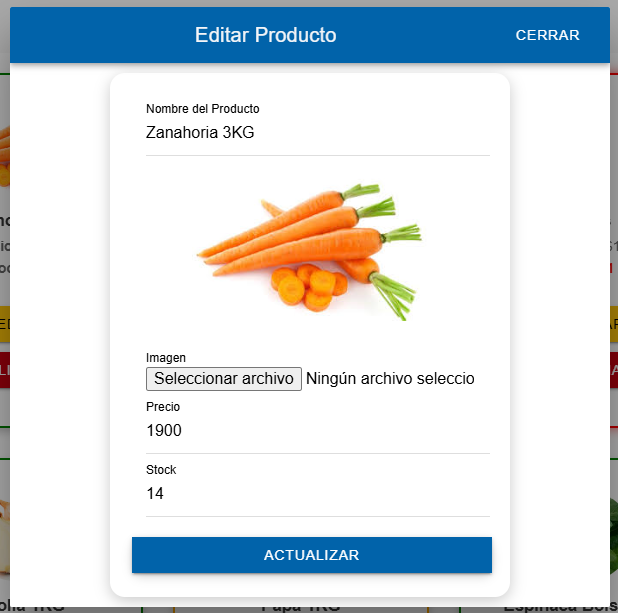 Editar Producto
CERRAR
Nombre del Producto
Zanahoria 3KG
Imagen
Seleccionar archivo Ningún archivo seleccio
Precio
1900
Stock
14
ACTUALIZAR
Papa 1KG